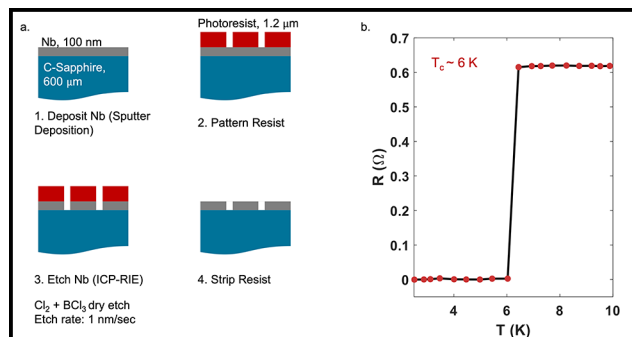 a.
Nb, 100 nm
C-Sapphire,
600 μm
1. Deposit Nb (Sputter
Deposition)
Photoresist, 1.2 μm
2. Pattern Resist
3. Etch Nb (ICP-RIE)
Cl₂ + BCl₃ dry etch
Etch rate: 1 nm/sec
4. Strip Resist
b.
T_c ~ 6 K
R (Ω)
0.7
0.6
0.5
0.4
0.3
0.2
0.1
0
4 6 8 10
T (K)